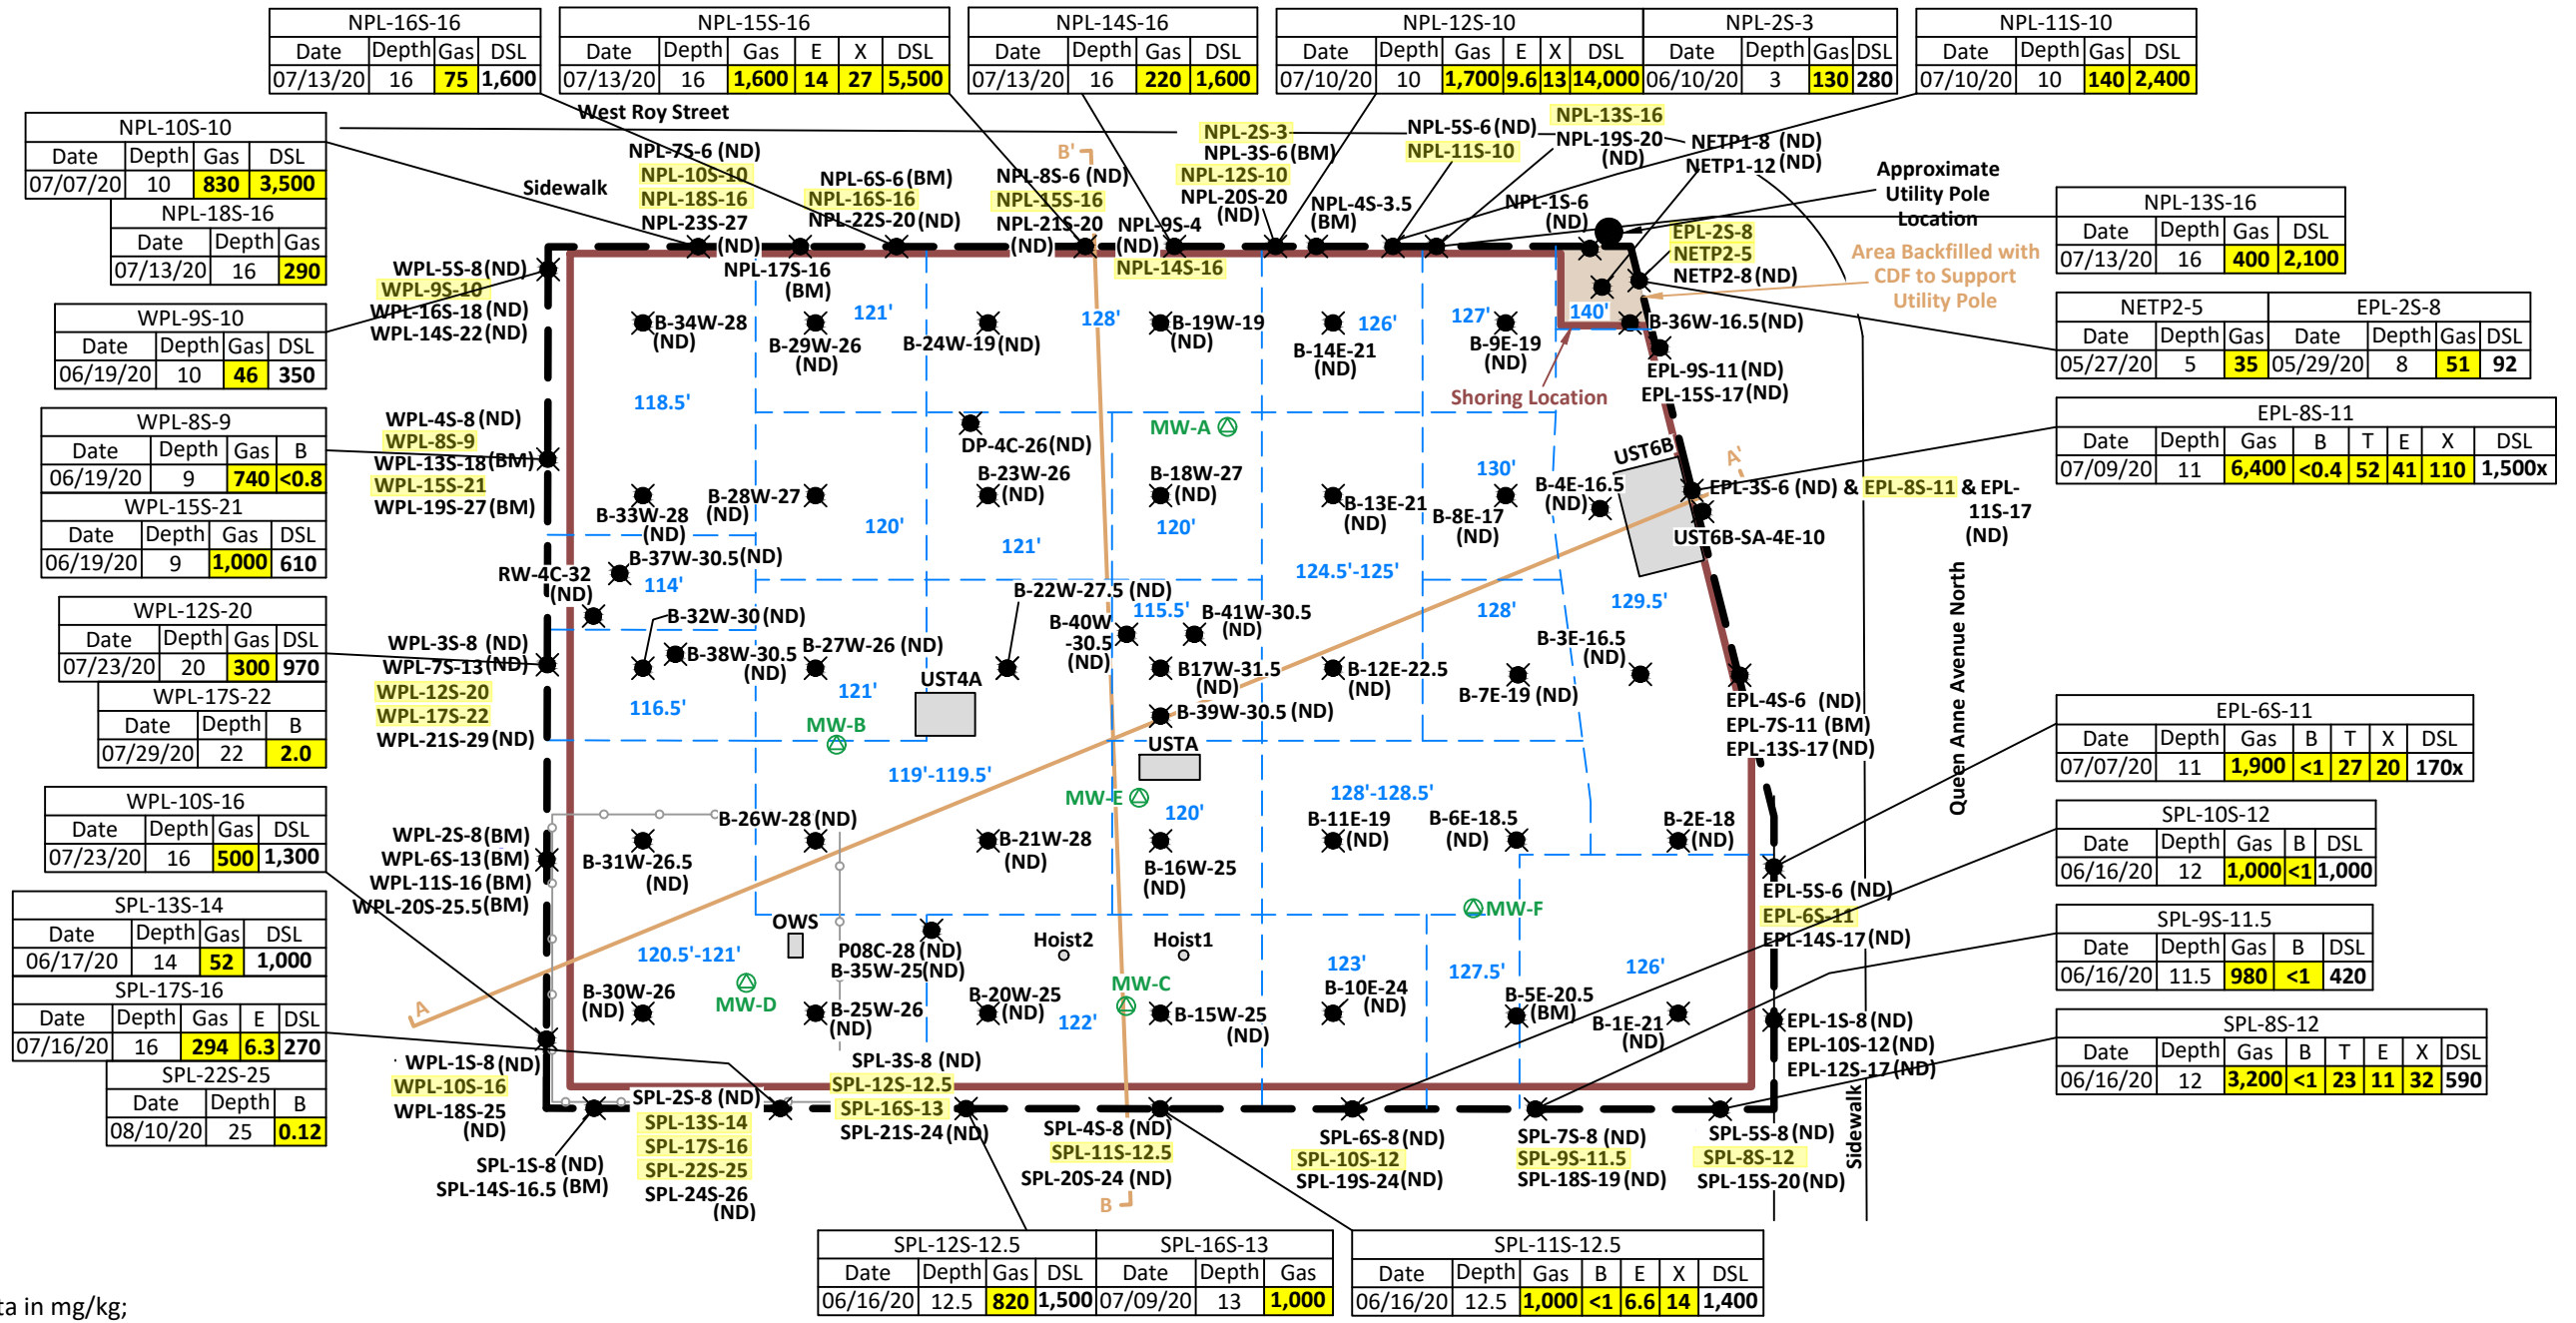 NPL-16S-16
Date Depth Gas DSL
07/13/20 16 75 1,600
NPL-15S-16
Date Depth Gas E X DSL
07/13/20 16 1,600 14 27 5,500
NPL-14S-16
Date Depth Gas DSL
07/13/20 16 220 1,600
NPL-12S-10
Date Depth Gas E X DSL
07/10/20 10 1,700 9.6 13 14,000
NPL-2S-3
Date Depth Gas DSL
06/10/20 3 130 280
NPL-11S-10
Date Depth Gas DSL
07/10/20 10 140 2,400
NPL-10S-10
Date Depth Gas DSL
07/07/20 10 830 3,500
NPL-18S-16
Date Depth Gas
07/13/20 16 290
WPL-9S-10
Date Depth Gas DSL
06/19/20 10 46 350
WPL-8S-9
Date Depth Gas B
06/19/20 9 740 <0.8
WPL-15S-21
Date Depth Gas DSL
06/19/20 9 1,000 610
WPL-12S-20
Date Depth Gas DSL
07/23/20 20 300 970
WPL-17S-22
Date Depth B
07/29/20 22 2.0
WPL-10S-16
Date Depth Gas DSL
07/23/20 16 500 1,300
SPL-13S-14
Date Depth Gas DSL
06/17/20 14 52 1,000
SPL-17S-16
Date Depth Gas E DSL
07/16/20 16 294 6.3 270
SPL-22S-25
Date Depth B
08/10/20 25 0.12
West Roy Street
Sidewalk
NPL-7S-6 (ND)
NPL-10S-10
NPL-18S-16
NPL-23S-27
(ND)
NPL-6S-6 (BM)
NPL-16S-16
NPL-22S-20 (ND)
NPL-17S-16
(BM)
B'
NPL-8S-6 (ND)
NPL-15S-16
NPL-21S-20
(ND)
NPL-9S-4
(ND)
NPL-14S-16
NPL-2S-3
NPL-3S-6 (BM)
NPL-12S-10
NPL-20S-20
(ND)
NPL-4S-3.5
(BM)
NPL-5S-6 (ND)
NPL-11S-10
NPL-13S-16
NPL-19S-20
(ND)
NETP1-8 (ND)
NETP1-12 (ND)
NPL-1S-6
(ND)
Approximate
Utility Pole
Location
EPL-2S-8
NETP2-5
NETP2-8 (ND)
Area Backfilled with
CDF to Support
Utility Pole
NPL-13S-16
Date Depth Gas DSL
07/13/20 16 400 2,100
NETP2-5
Date Depth Gas
05/27/20 5 35
EPL-2S-8
Date Depth Gas DSL
05/29/20 8 51 92
EPL-8S-11
Date Depth Gas B T E X DSL
07/09/20 11 6,400 <0.4 52 41 110 1,500x
EPL-6S-11
Date Depth Gas B T X DSL
07/07/20 11 1,900 <1 27 20 170x
SPL-10S-12
Date Depth Gas B DSL
06/16/20 12 1,000 <1 1,000
SPL-9S-11.5
Date Depth Gas B DSL
06/16/20 11.5 980 <1 420
SPL-8S-12
Date Depth Gas B T E X DSL
06/16/20 12 3,200 <1 23 11 32 590
WPL-5S-8 (ND)
WPL-9S-10
WPL-16S-18 (ND)
WPL-14S-22 (ND)
B-34W-28
(ND)
121'
B-29W-26
(ND)
B-24W-19 (ND)
128'
B-19W-19
(ND)
126'
B-14E-21
(ND)
127'
B-9E-19
(ND)
140'
B-36W-16.5 (ND)
EPL-9S-11 (ND)
EPL-15S-17 (ND)
Shoring Location
118.5'
WPL-4S-8 (ND)
WPL-8S-9
WPL-13S-18 (BM)
WPL-15S-21
WPL-19S-27 (BM)
DP-4C-26 (ND)
MW-A
B-33W-28
(ND)
B-28W-27
(ND)
120'
B-23W-26
(ND)
121'
B-18W-27
(ND)
120'
B-13E-21
(ND)
130'
B-8E-17
(ND)
B-4E-16.5
(ND)
UST6B
A'
EPL-3S-6 (ND) & EPL-8S-11 & EPL-
11S-17
(ND)
UST6B-SA-4E-10
Queen Anne Avenue North
B-37W-30.5 (ND)
RW-4C-32
(ND)
114'
B-22W-27.5 (ND)
124.5'-125'
128'
129.5'
WPL-3S-8 (ND)
WPL-7S-13 (ND)
WPL-12S-20
WPL-17S-22
WPL-21S-29 (ND)
B-32W-30 (ND)
B-38W-30.5
(ND)
116.5'
B-27W-26 (ND)
121'
MW-B
UST4A
B-40W
-30.5
(ND)
115.5'
B-41W-30.5
(ND)
B17W-31.5
(ND)
B-39W-30.5 (ND)
B-12E-22.5
(ND)
B-3E-16.5
(ND)
B-7E-19 (ND)
EPL-4S-6 (ND)
EPL-7S-11 (BM)
EPL-13S-17 (ND)
USTA
119'-119.5'
MW-E
120'
128'-128.5'
WPL-2S-8 (BM)
WPL-6S-13 (BM)
WPL-11S-16 (BM)
WPL-20S-25.5 (BM)
B-31W-26.5
(ND)
B-26W-28 (ND)
B-21W-28
(ND)
B-16W-25
(ND)
B-11E-19
(ND)
B-6E-18.5
(ND)
B-2E-18
(ND)
EPL-5S-6 (ND)
EPL-6S-11
EPL-14S-17 (ND)
MW-F
OWS
120.5'-121'
MW-D
P08C-28 (ND)
B-35W-25 (ND)
Hoist2
Hoist1
MW-C
123'
127.5'
126'
A
B-30W-26
(ND)
B-25W-26
(ND)
B-20W-25
(ND)
122'
B-15W-25
(ND)
B-10E-24
(ND)
B-5E-20.5
(BM)
B-1E-21
(ND)
EPL-1S-8 (ND)
EPL-10S-12 (ND)
EPL-12S-17 (ND)
Sidewalk
WPL-1S-8 (ND)
WPL-10S-16
WPL-18S-25
(ND)
SPL-1S-8 (ND)
SPL-14S-16.5 (BM)
SPL-2S-8 (ND)
SPL-13S-14
SPL-17S-16
SPL-22S-25
SPL-24S-26
(ND)
SPL-3S-8 (ND)
SPL-12S-12.5
SPL-16S-13
SPL-21S-24 (ND)
SPL-4S-8 (ND)
SPL-11S-12.5
SPL-20S-24 (ND)
B
SPL-6S-8 (ND)
SPL-10S-12
SPL-19S-24 (ND)
SPL-7S-8 (ND)
SPL-9S-11.5
SPL-18S-19 (ND)
SPL-5S-8 (ND)
SPL-8S-12
SPL-15S-20 (ND)
SPL-12S-12.5
Date Depth Gas DSL
06/16/20 12.5 820 1,500
SPL-16S-13
Date Depth Gas
07/09/20 13 1,000
SPL-11S-12.5
Date Depth Gas B E X DSL
06/16/20 12.5 1,000 <1 6.6 14 1,400
ta in mg/kg;